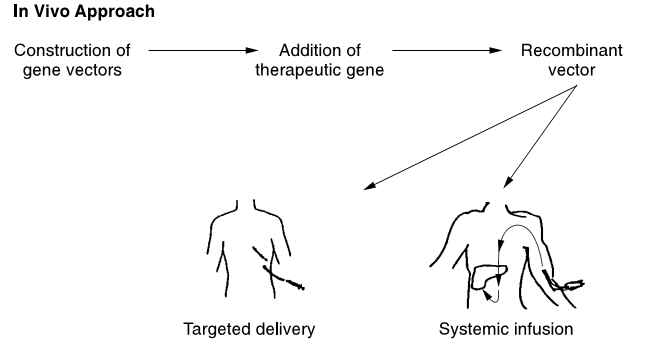 In Vivo Approach
Construction of
gene vectors
Addition of
therapeutic gene
Recombinant
vector
Targeted delivery
Systemic infusion